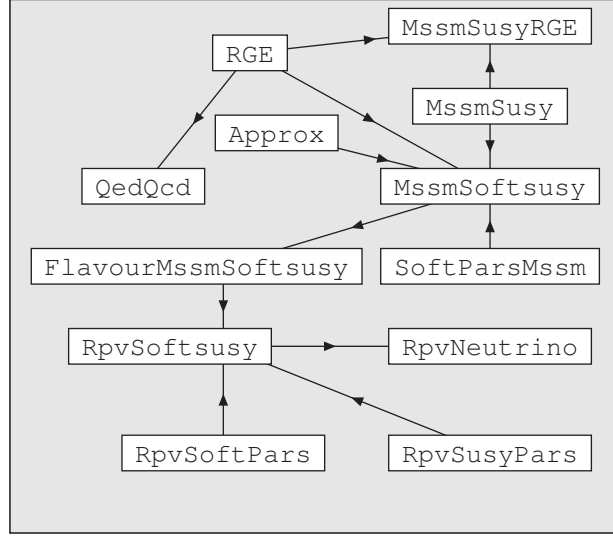 MssmSusyRGE
RGE
MssmSusy
Approx
QedQcd
MssmSoftsusy
FlavourMssmSoftsusy
SoftParsMssm
RpvSoftsusy
RpvNeutrino
RpvSoftPars
RpvSusyPars